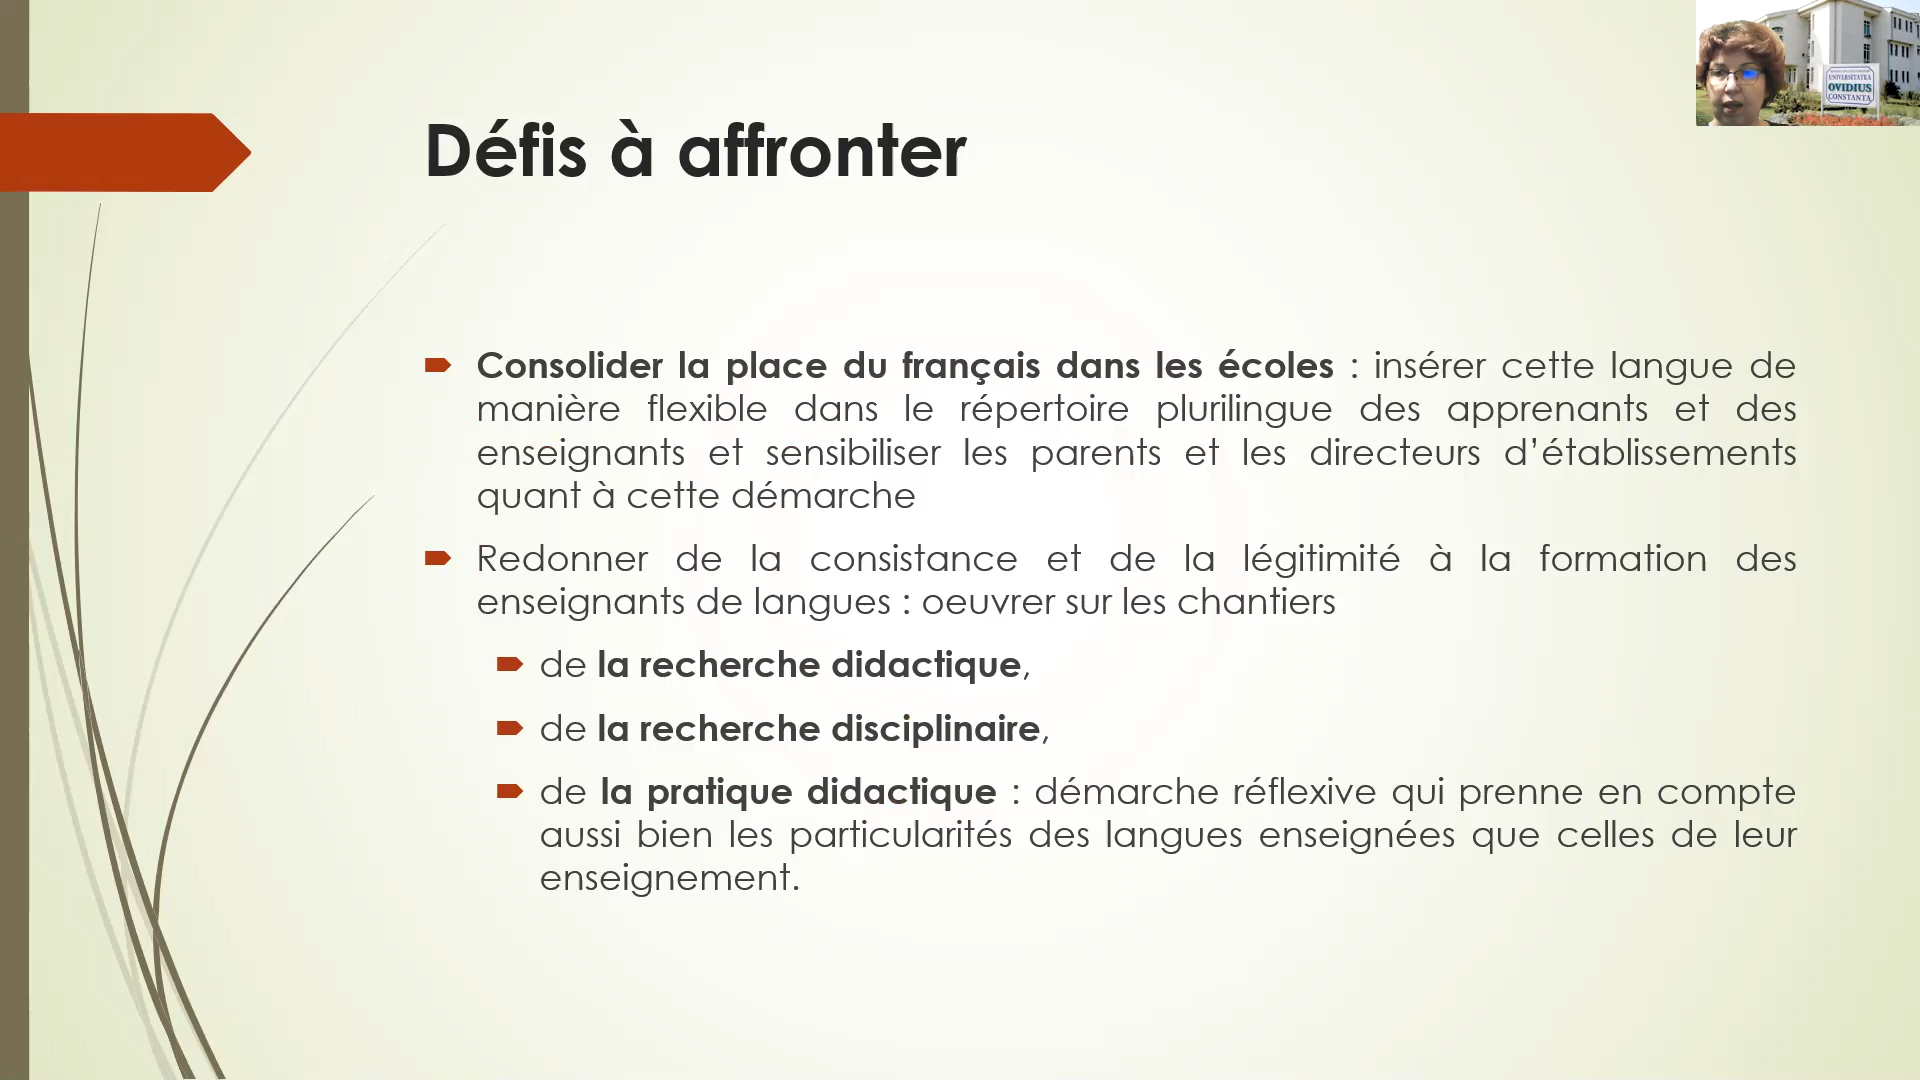 Défis à affronter
Consolider la place du français dans les écoles : insérer cette langue de
manière flexible dans le répertoire plurilingue des apprenants et des
enseignants et sensibiliser les parents et les directeurs d’établissements
quant à cette démarche
Redonner de la consistance et de la légitimité à la formation des
enseignants de langues : oeuvrer sur les chantiers
de la recherche didactique,
de la recherche disciplinaire,
de la pratique didactique : démarche réflexive qui prenne en compte
aussi bien les particularités des langues enseignées que celles de leur
enseignement.
UNIVERSITATEA
OVIDIUS
CONSTANTA